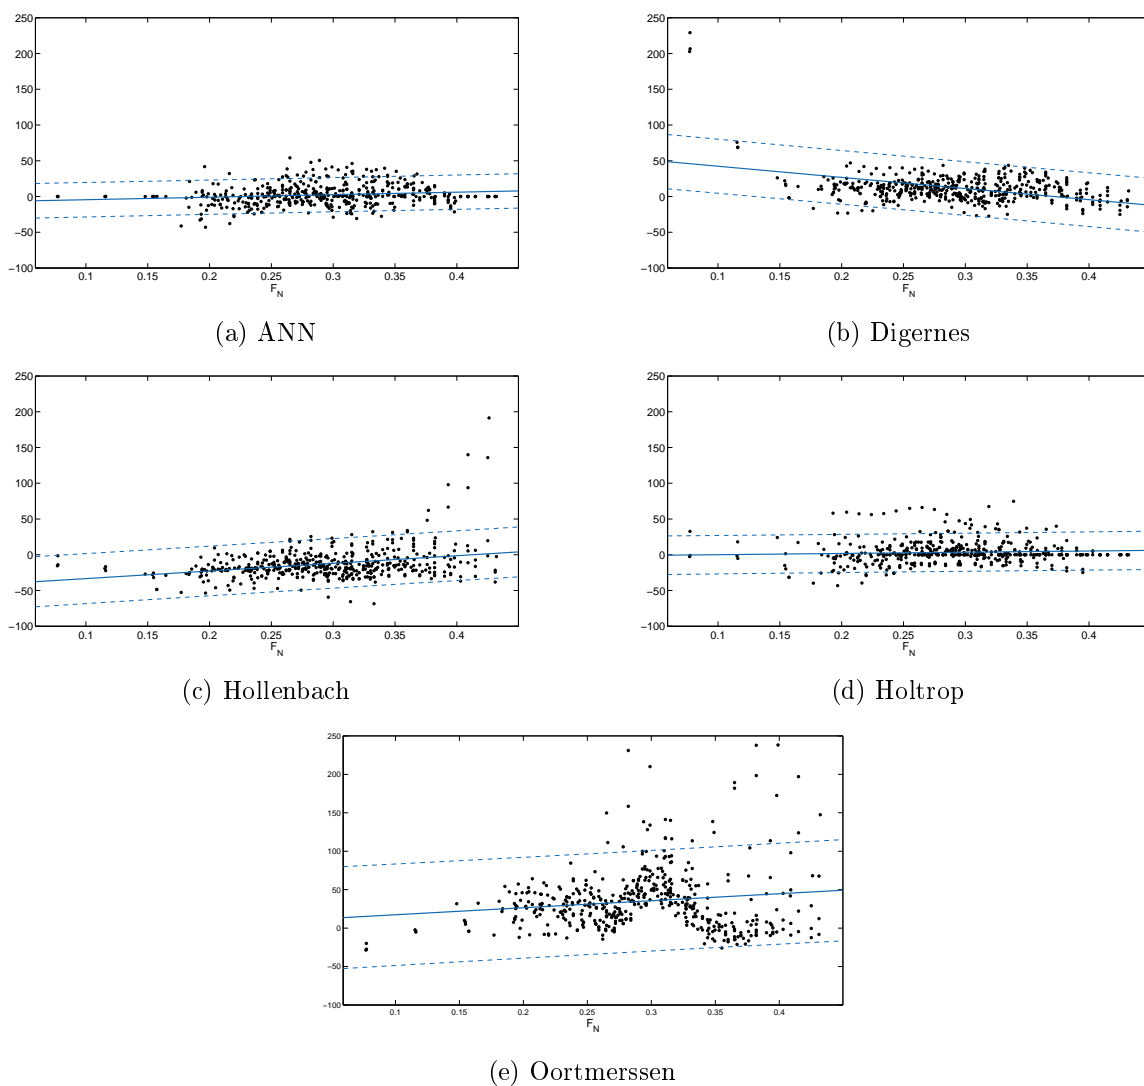 250 250
200 200
150 150
100 100
50 50
0 0
−50 −50
−100 −100
0.1 0.15 0.2 0.25 0.3 0.35 0.4 0.1 0.15 0.2 0.25 0.3 0.35 0.4
F_N F_N
(a) ANN (b) Digernes
250 250
200 200
150 150
100 100
50 50
0 0
−50 −50
−100 −100
0.1 0.15 0.2 0.25 0.3 0.35 0.4 0.1 0.15 0.2 0.25 0.3 0.35 0.4
F_N F_N
(c) Hollenbach (d) Holtrop
250
200
150
100
50
0
−50
−100
0.1 0.15 0.2 0.25 0.3 0.35 0.4
F_N
(e) Oortmerssen